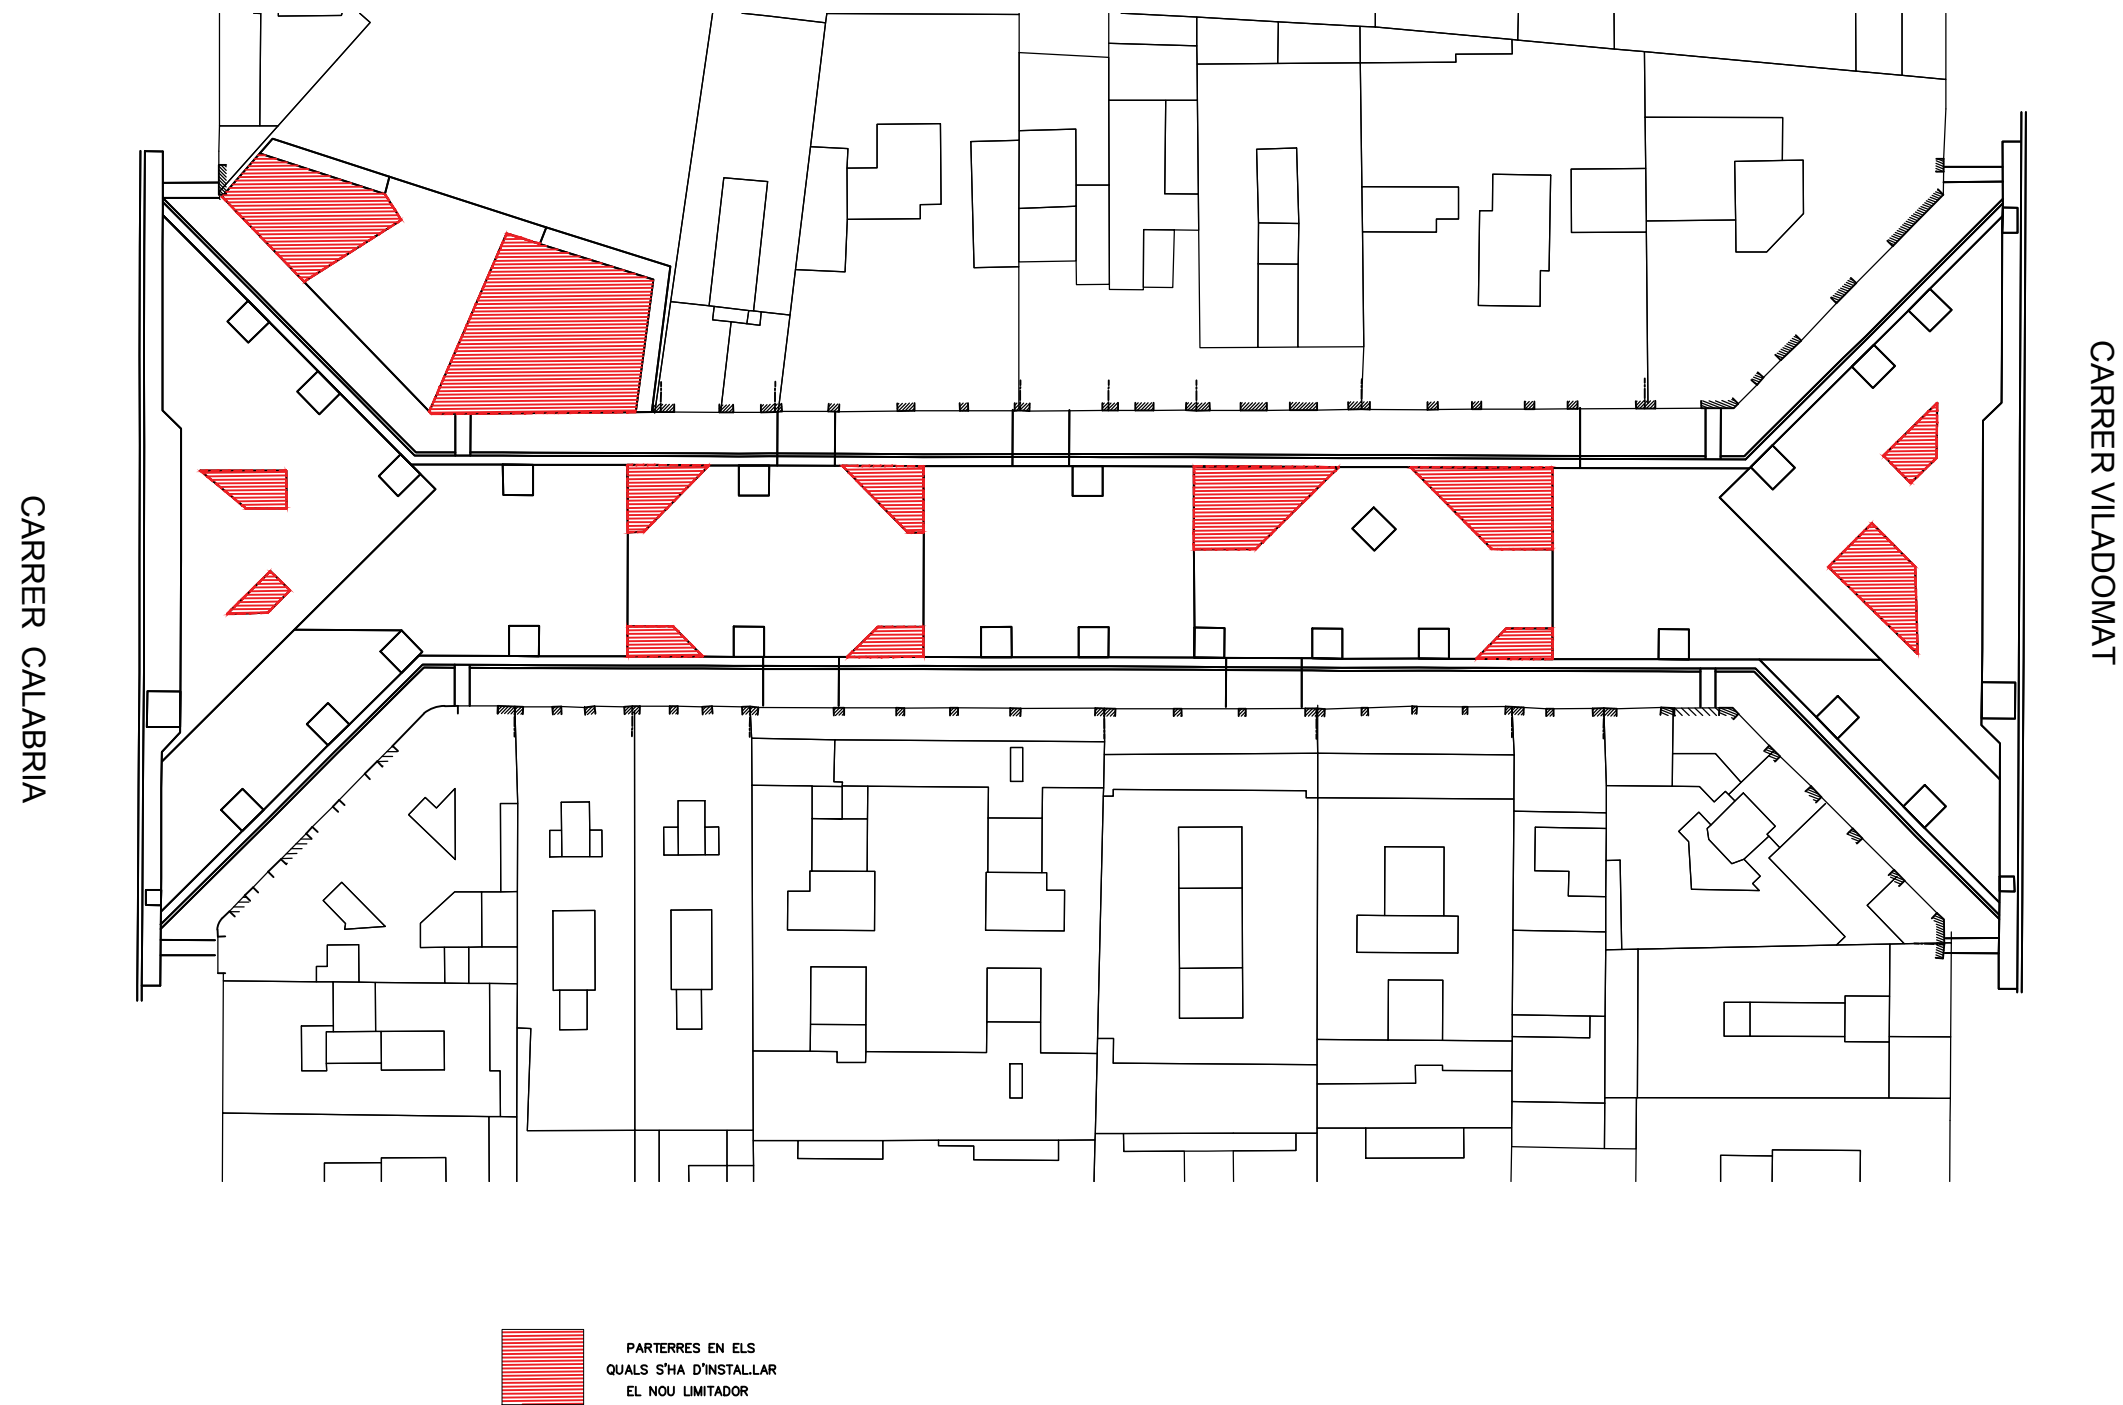 CARRER CALABRIA
CARRER VILADOMAT
PARTERRES EN ELS
QUALS S'HA D'INSTAL.LAR
EL NOU LIMITADOR